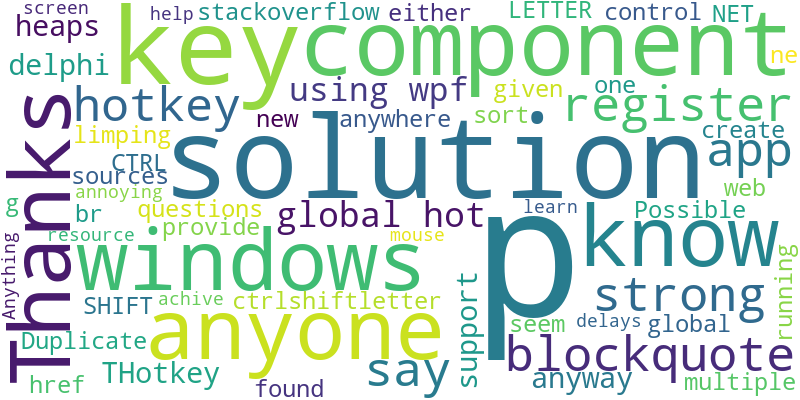 screen
help
stackoverflow
either
LETTER
control
NET
heaps
key
component
delphi
ne
using wpf
given
one
hotkey
register
new
anywhere
sort
create
limping
solution
app
CTRL
sources
annoying
web
Thanks
g
br
questions
global hot
learn
p
know
Possible
provide
resource
mouse
windows
Anything
running
SHIFT
achive
ctrlshiftletter
support
strong
seem
delays
global
Duplicate
anyone
blockquote
THotkey
say
anyway
href
found
multiple